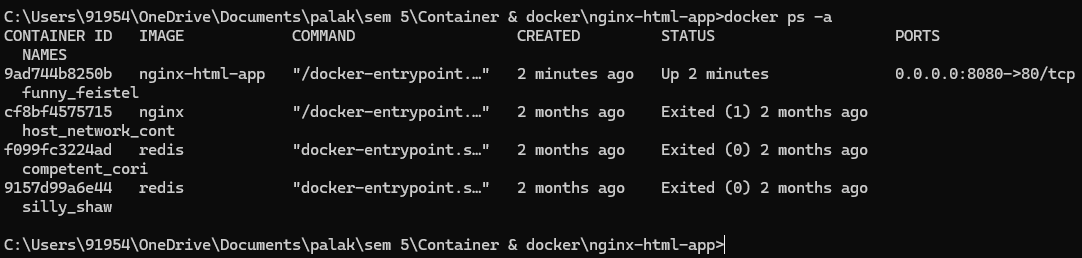 C:\Users\91954\OneDrive\Documents\palak\sem 5\Container & docker\nginx-html-app>docker ps -a
CONTAINER ID   IMAGE            COMMAND                  CREATED         STATUS                    PORTS
  NAMES
9ad744b8250b   nginx-html-app   "/docker-entrypoint.…"   2 minutes ago   Up 2 minutes              0.0.0.0:8080->80/tcp
  funny_feistel
cf8bf4575715   nginx            "/docker-entrypoint.…"   2 months ago    Exited (1) 2 months ago
  host_network_cont
f099fc3224ad   redis            "docker-entrypoint.s…"   2 months ago    Exited (0) 2 months ago
  competent_cori
9157d99a6e44   redis            "docker-entrypoint.s…"   2 months ago    Exited (0) 2 months ago
  silly_shaw
C:\Users\91954\OneDrive\Documents\palak\sem 5\Container & docker\nginx-html-app>